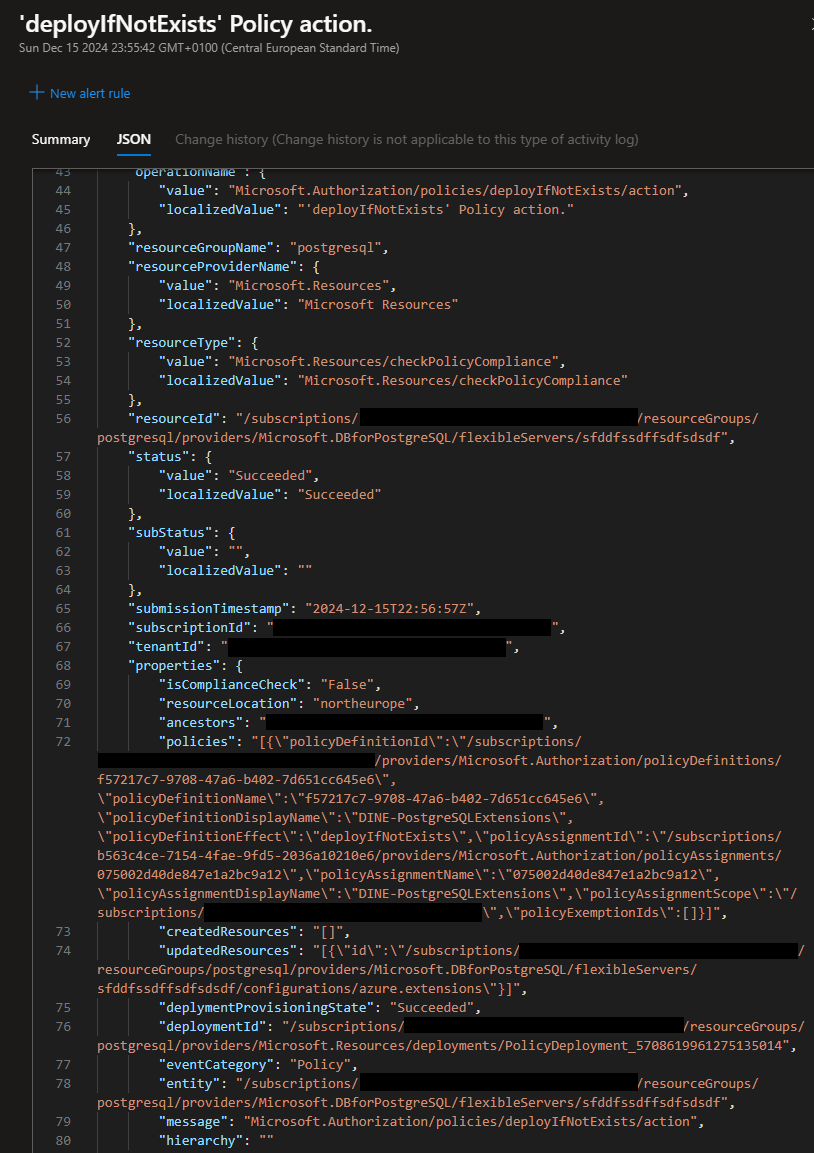 'deployIfNotExists' Policy action.
Sun Dec 15 2024 23:55:42 GMT+0100 (Central European Standard Time)
New alert rule
Summary JSON Change history (Change history is not applicable to this type of activity log)
43 "operationName": {
44 "value": "Microsoft.Authorization/policies/deployIfNotExists/action",
45 "localizedValue": "'deployIfNotExists' Policy action."
46 },
47 "resourceGroupName": "postgresql",
48 "resourceProviderName": {
49 "value": "Microsoft.Resources",
50 "localizedValue": "Microsoft Resources"
51 },
52 "resourceType": {
53 "value": "Microsoft.Resources/checkPolicyCompliance",
54 "localizedValue": "Microsoft.Resources/checkPolicyCompliance"
55 },
56 "resourceId": "/subscriptions/ /resourceGroups/
postgresql/providers/Microsoft.DBforPostgreSQL/flexibleServers/sfddfssdffsdfsdsdf",
57 "status": {
58 "value": "Succeeded",
59 "localizedValue": "Succeeded"
60 },
61 "subStatus": {
62 "value": "",
63 "localizedValue": ""
64 },
65 "submissionTimestamp": "2024-12-15T22:56:57Z",
66 "subscriptionId": " ",
67 "tenantId": " ",
68 "properties": {
69 "isComplianceCheck": "False",
70 "resourceLocation": "northeurope",
71 "ancestors": " ",
72 "policies": "[{\"policyDefinitionId\":\"/subscriptions/
/providers/Microsoft.Authorization/policyDefinitions/
f57217c7-9708-47a6-b402-7d651cc645e6\",
\"policyDefinitionName\":\"f57217c7-9708-47a6-b402-7d651cc645e6\",
\"policyDefinitionDisplayName\":\"DINE-PostgreSQLExtensions\",
\"policyDefinitionEffect\":\"deployIfNotExists\",\"policyAssignmentId\":\"/subscriptions/
b563c4ce-7154-4fae-9fd5-2036a10210e6/providers/Microsoft.Authorization/policyAssignments/
075002d40de847e1a2bc9a12\",\"policyAssignmentName\":\"075002d40de847e1a2bc9a12\",
\"policyAssignmentDisplayName\":\"DINE-PostgreSQLExtensions\",\"policyAssignmentScope\":\"/
subscriptions/ \",\"policyExemptionIds\":[]}]",
73 "createdResources": "[]",
74 "updatedResources": "[{\"id\":\"/subscriptions/ /
resourceGroups/postgresql/providers/Microsoft.DBforPostgreSQL/flexibleServers/
sfddfssdffsdfsdsdf/configurations/azure.extensions\"}]",
75 "deplymentProvisioningState": "Succeeded",
76 "deploymentId": "/subscriptions/ /resourceGroups/
postgresql/providers/Microsoft.Resources/deployments/PolicyDeployment_5708619961275135014",
77 "eventCategory": "Policy",
78 "entity": "/subscriptions/ /resourceGroups/
postgresql/providers/Microsoft.DBforPostgreSQL/flexibleServers/sfddfssdffsdfsdsdf",
79 "message": "Microsoft.Authorization/policies/deployIfNotExists/action",
80 "hierarchy": ""